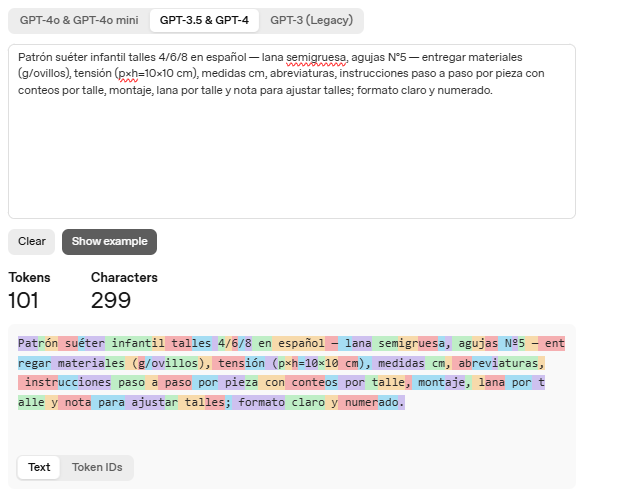 GPT-4o & GPT-4o mini GPT-3.5 & GPT-4 GPT-3 (Legacy)
Patrón suéter infantil talles 4/6/8 en español — lana semigruesa, agujas Nº5 — entregar materiales
(g/ovillos), tensión (p×h=10×10 cm), medidas cm, abreviaturas, instrucciones paso a paso por pieza con
conteos por talle, montaje, lana por talle y nota para ajustar talles; formato claro y numerado.
Clear Show example
Tokens Characters
101 299
Patrón suéter infantil talles 4/6/8 en español — lana semigruesa, agujas Nº5 — ent
regar materiales (g/ovillos), tensión (p×h=10×10 cm), medidas cm, abreviaturas,
instrucciones paso a paso por pieza con conteos por talle, montaje, lana por t
alle y nota para ajustar talles; formato claro y numerado.
Text Token IDs